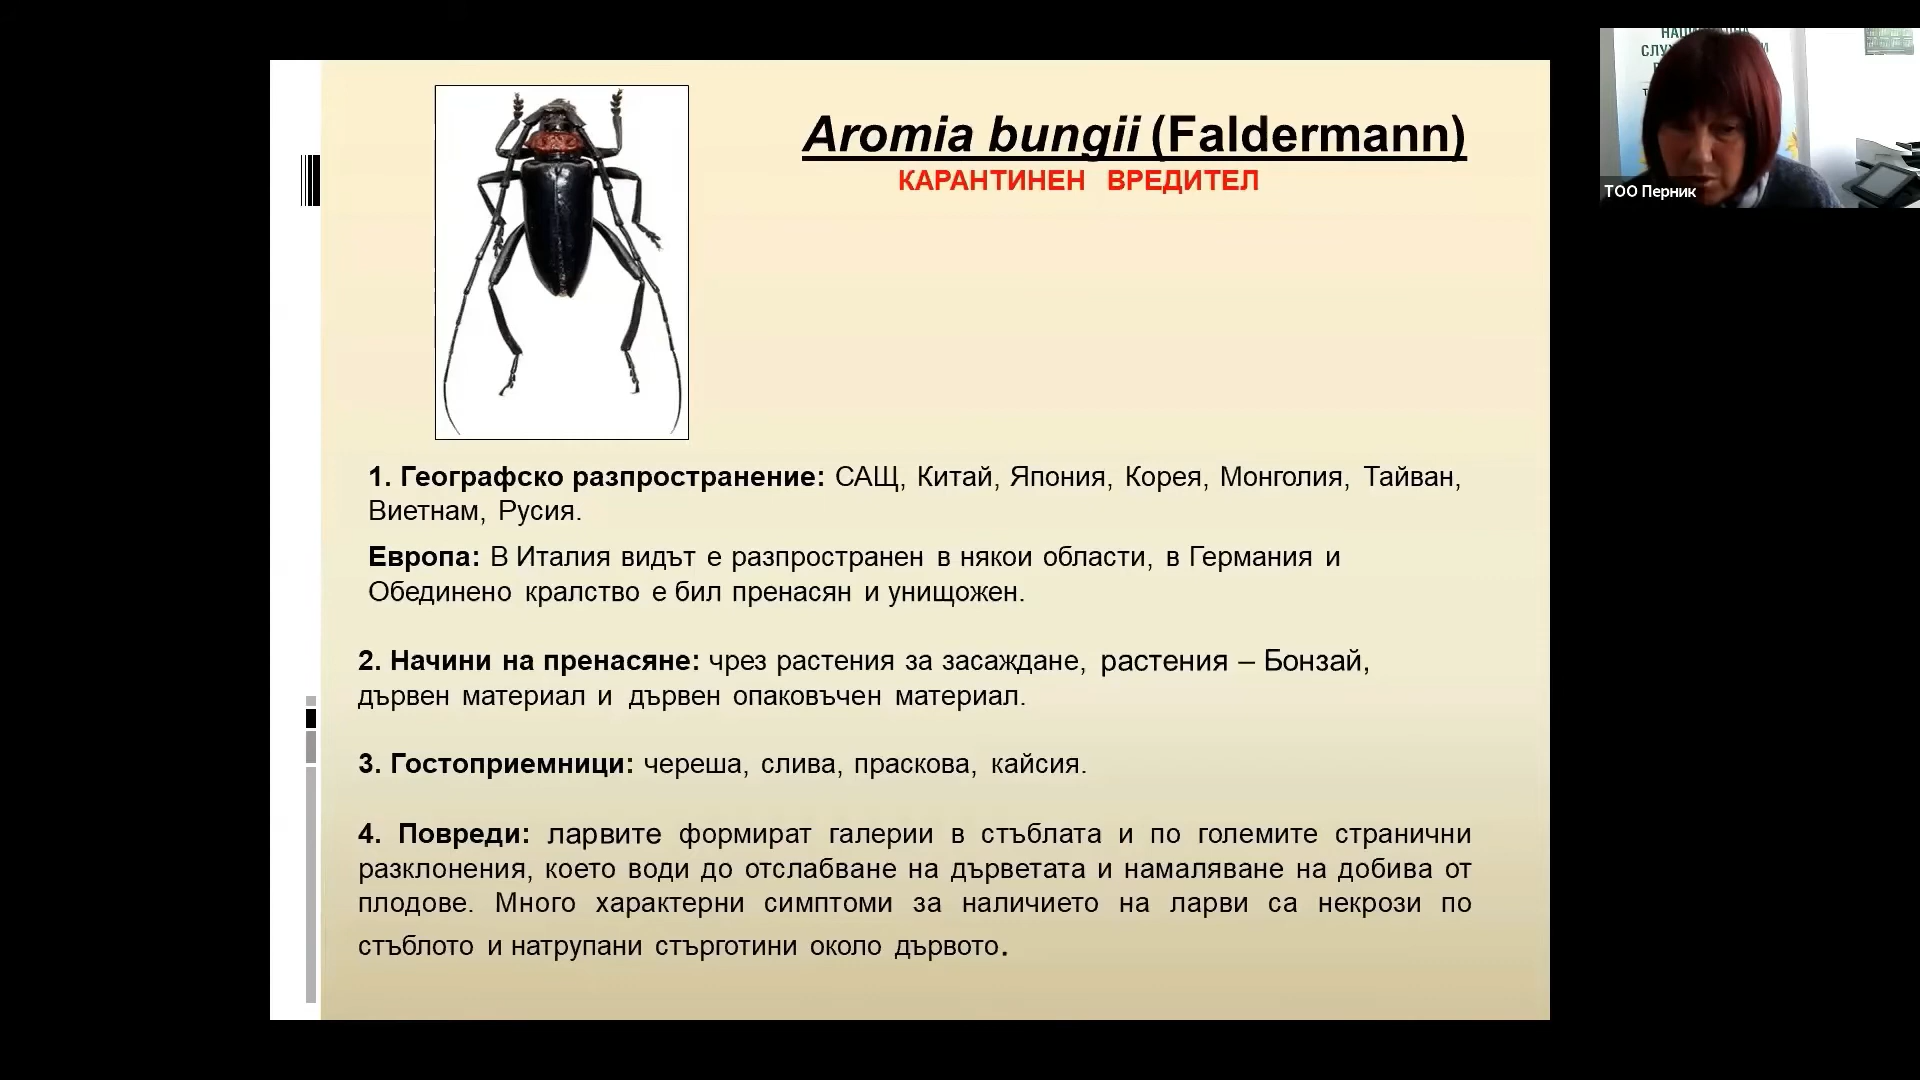 Aromia bungii (Faldermann)
КАРАНТИНЕН ВРЕДИТЕЛ
1. Географско разпространение: САЩ, Китай, Япония, Корея, Монголия, Тайван,
Виетнам, Русия.
Европа: В Италия видът е разпространен в някои области, в Германия и
Обединено кралство е бил пренасян и унищожен.
2. Начини на пренасяне: чрез растения за засаждане, растения – Бонзай,
дървен материал и дървен опаковъчен материал.
3. Гостоприемници: череша, слива, праскова, кайсия.
4. Повреди: ларвите формират галерии в стъблата и по големите странични
разклонения, което води до отслабване на дърветата и намаляване на добива от
плодове. Много характерни симптоми за наличието на ларви са некрози по
стъблото и натрупани стърготини около дървото.
ТОО Перник